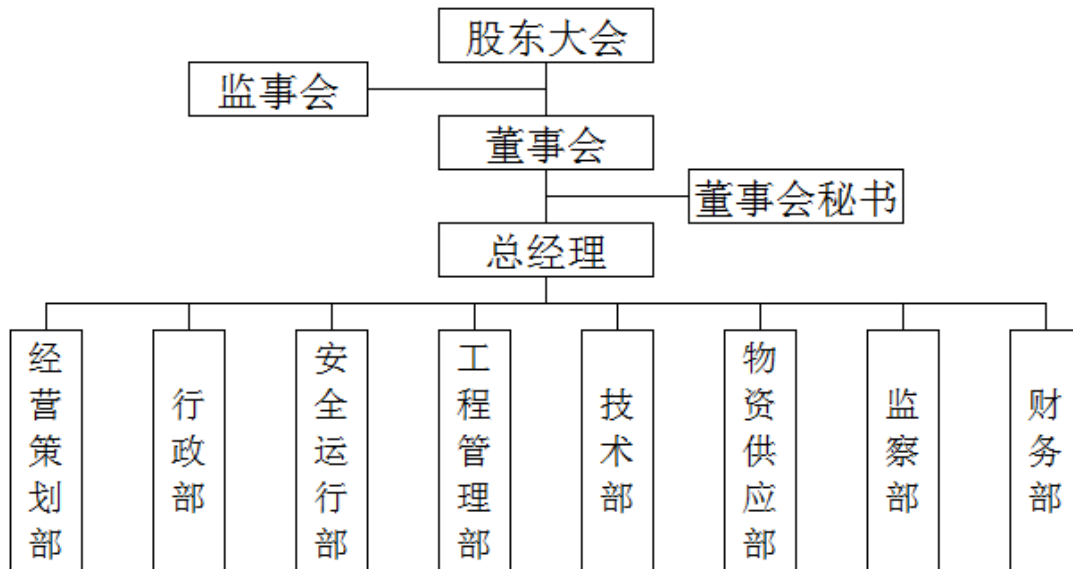 股东大会
监事会
董事会
董事会秘书
总经理
经营策划部
行政部
安全运行部
工程管理部
技术部
物资供应部
监察部
财务部